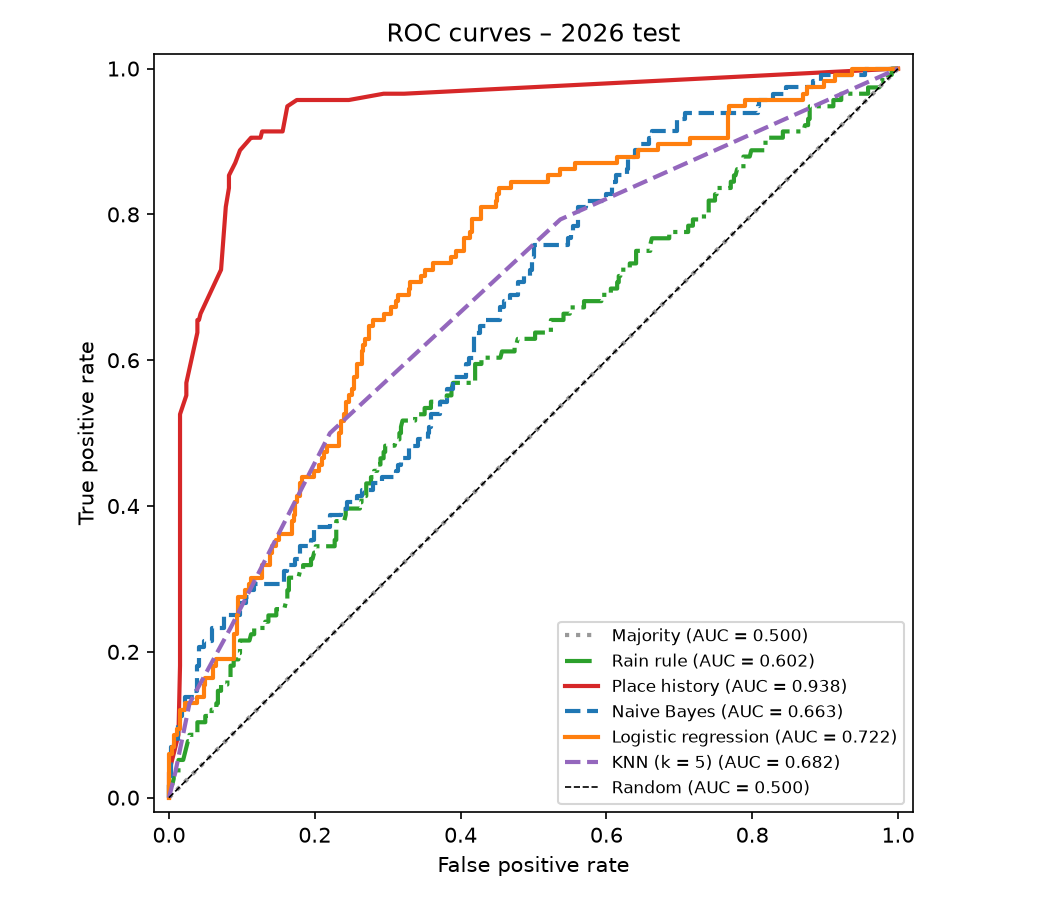 ROC curves – 2026 test
True positive rate
1.0
0.8
0.6
0.4
0.2
0.0
Majority (AUC = 0.500)
Rain rule (AUC = 0.602)
Place history (AUC = 0.938)
Naive Bayes (AUC = 0.663)
Logistic regression (AUC = 0.722)
KNN (k = 5) (AUC = 0.682)
Random (AUC = 0.500)
0.0 0.2 0.4 0.6 0.8 1.0
False positive rate